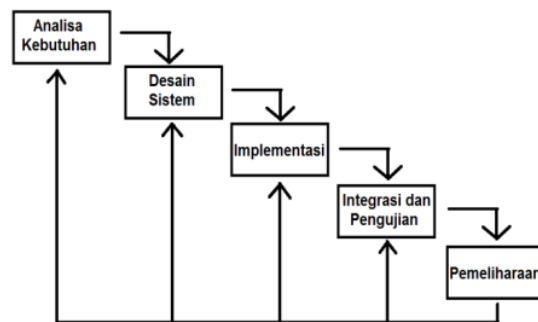 Analisa
Kebutuhan
Desain
Sistem
Implementasi
Integrasi dan
Pengujian
Pemeliharaan